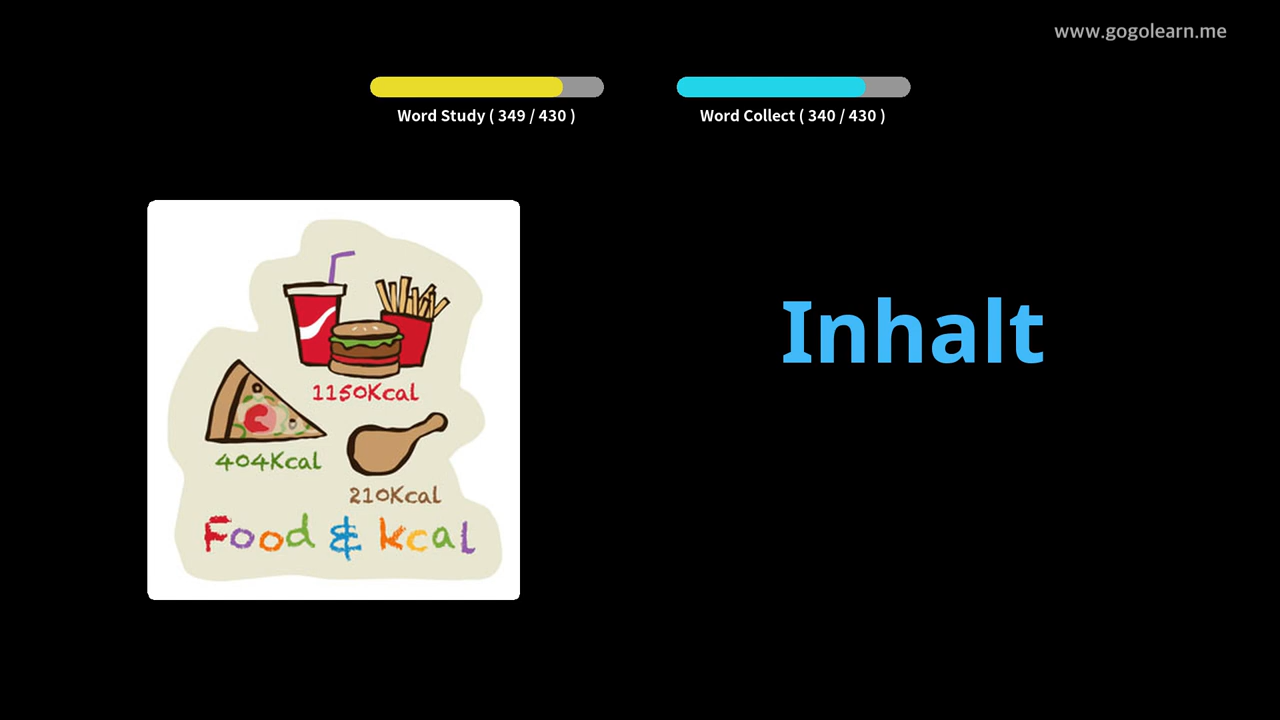 www.gogolearn.me
Word Study ( 349 / 430 )
Word Collect ( 340 / 430 )
1150Kcal
404Kcal
210Kcal
Food & kcal
Inhalt